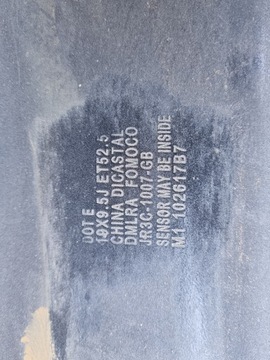 DOT E
19X9.5J ET52.5
CHINA DICASTAL
DMLRA FOMOCO
JR3C-1007-GB
SENSOR MAY BE INSIDE
M1 102617B7